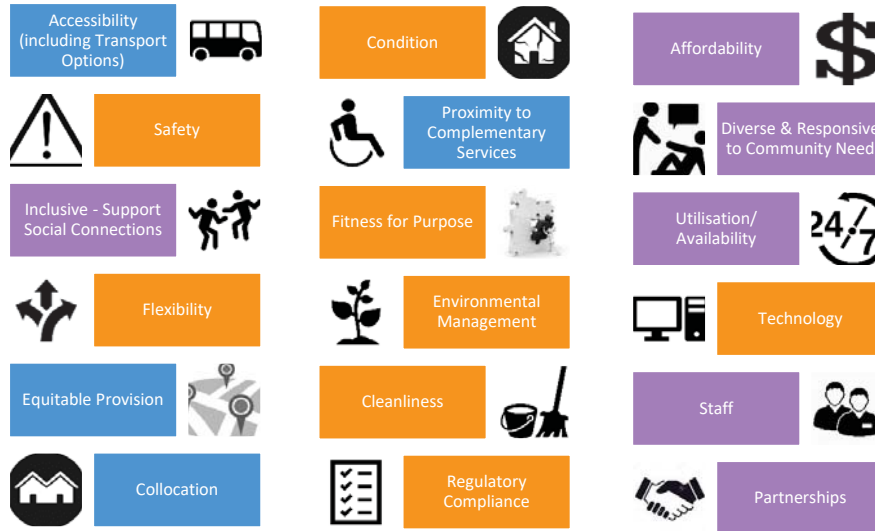 Accessibility
(including Transport
Options)
Safety
Inclusive - Support
Social Connections
Flexibility
Equitable Provision
Collocation
Condition
Proximity to
Complementary
Services
Fitness for Purpose
Environmental
Management
Cleanliness
Regulatory
Compliance
$
Affordability
Diverse & Responsive
to Community Need
Utilisation/
Availability
24/7
Technology
Staff
Partnerships